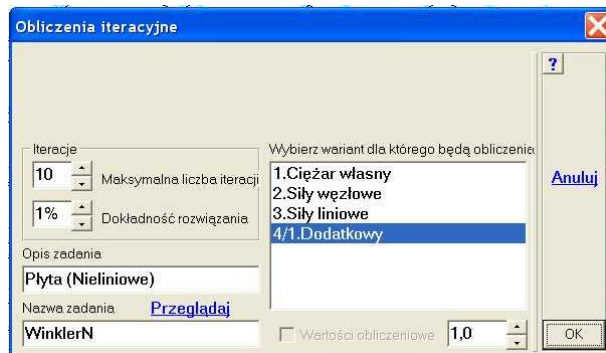 Obliczenia iteracyjne
?
Iteracje
10 Maksymalna liczba iteracji
1% Dokładność rozwiązania
Opis zadania
Płyta (Nieliniowe)
Nazwa zadania Przeglądaj
WinklerN
Wybierz wariant dla którego będą obliczenia
1.Ciężar własny
2.Siły węzłowe
3.Siły liniowe
4/1.Dodatkowy
Wartości obliczeniowe 1,0
Anuluj
OK